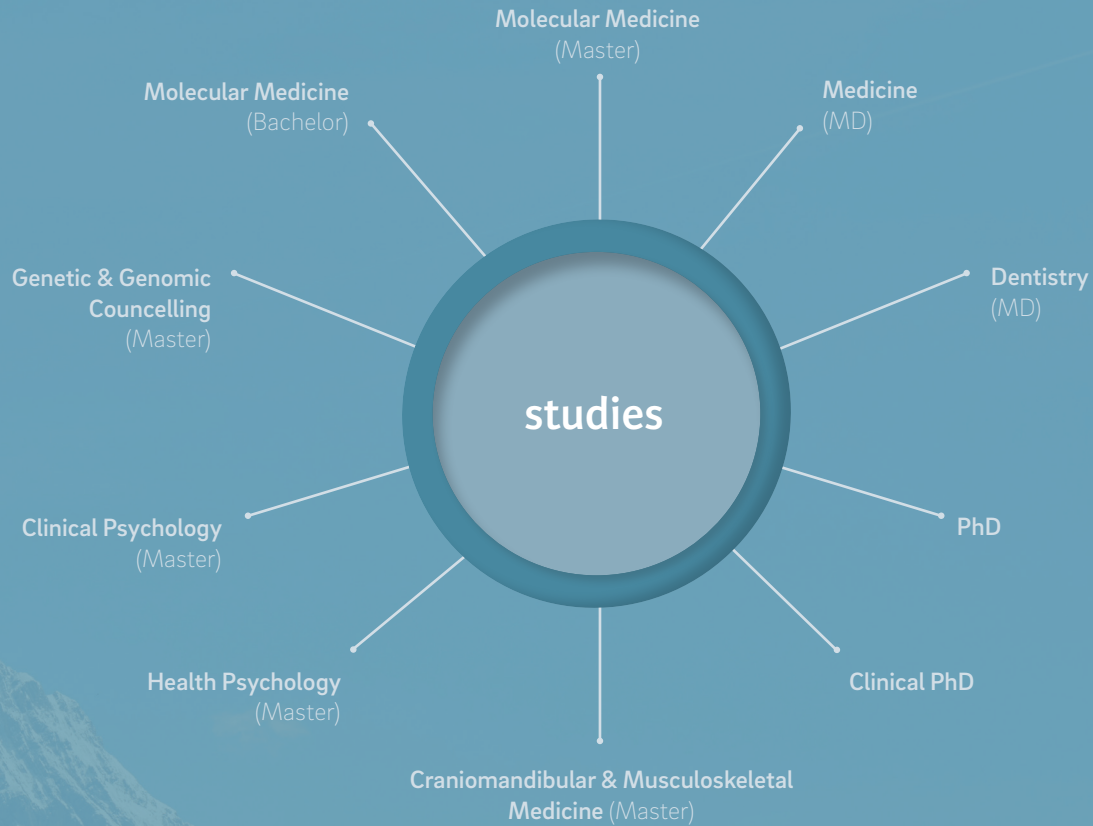 Molecular Medicine
(Master)
Medicine
(MD)
Dentistry
(MD)
PhD
Clinical PhD
Craniomandibular & Musculoskeletal
Medicine (Master)
Health Psychology
(Master)
Clinical Psychology
(Master)
Genetic & Genomic
Councelling
(Master)
Molecular Medicine
(Bachelor)
studies